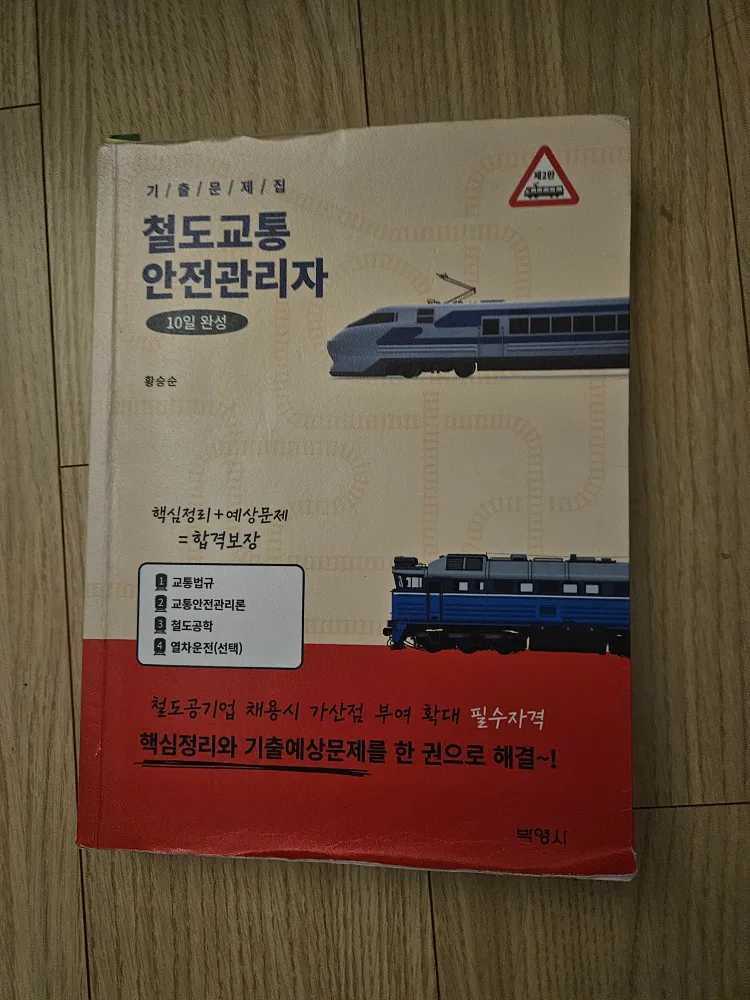 기/출/문/제/집
제2판
철도교통
안전관리자
10일 완성
황승순
핵심정리+예상문제
=합격보장
1 교통법규
2 교통안전관리론
3 철도공학
4 열차운전(선택)
철도공기업 채용시 가산점 부여 확대 필수자격
핵심정리와 기출예상문제를 한 권으로 해결~!
박영사